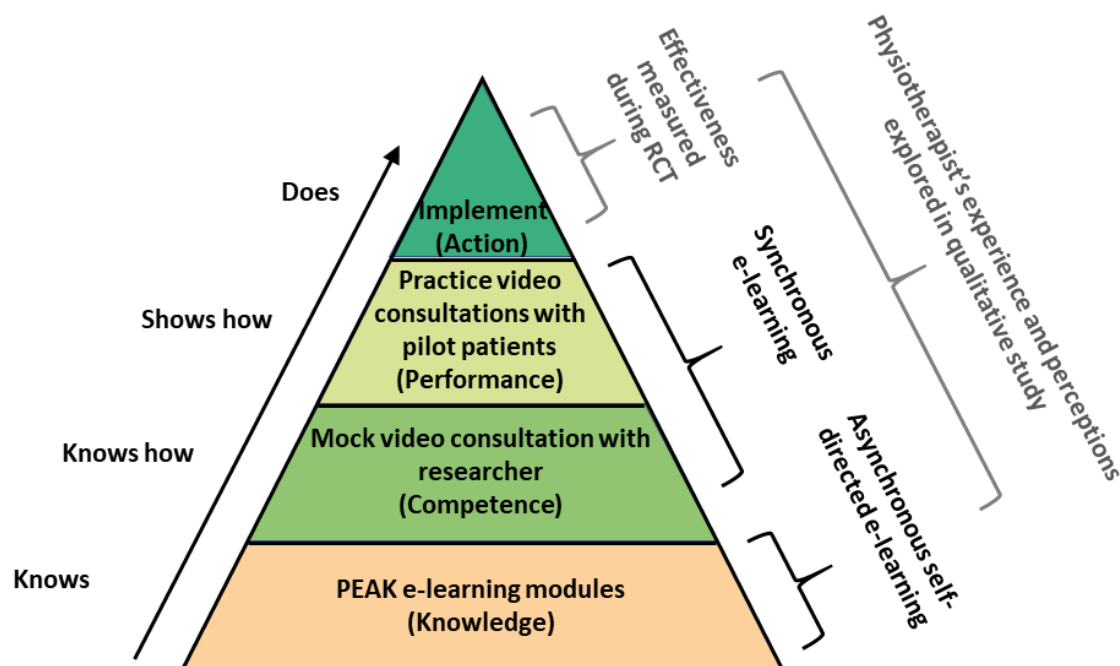 Does
Shows how
Knows how
Knows
Implement
(Action)
Practice video
consultations with
pilot patients
(Performance)
Mock video consultation with
researcher
(Competence)
PEAK e-learning modules
(Knowledge)
Effectiveness
measured
during RCT
Synchronous
e-learning
Asynchronous self-
directed e-learning
Physiotherapist's experience and perceptions
explored in qualitative study